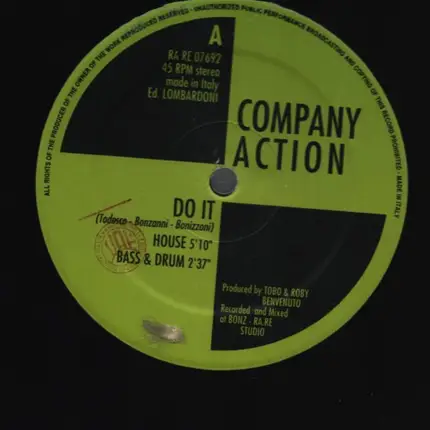 ALL RIGHTS OF THE PRODUCER OF THE OWNER OF THE WORK REPRODUCED RESERVED - UNAUTHORIZED PUBLIC PERFORMANCE BROADCASTING AND COPYING OF THIS RECORD PROHIBITED - MADE IN ITALY
A
RA.RE 07692
45 RPM stereo
made in Italy
Ed. LOMBARDONI
COMPANY
ACTION
DO IT
(Todesco - Bonzanni - Bonizzoni)
HOUSE 5'10"
BASS & DRUM 2'37"
Produced by: TOBO & ROBY
BENVENUTO
Recorded and Mixed
at BONZ - RA.RE
STUDIO